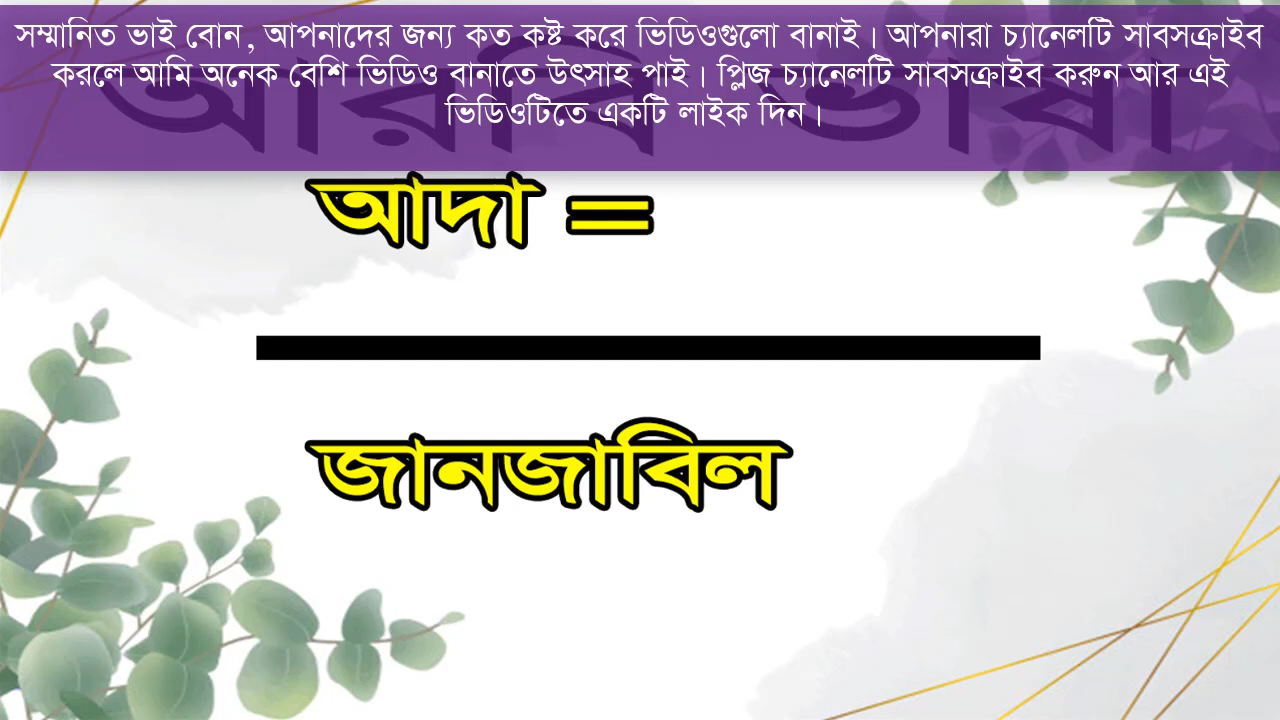 সম্মানিত ভাই বোন, আপনাদের জন্য কত কষ্ট করে ভিডিওগুলো বানাই। আপনারা চ্যানেলটি সাবসক্রাইব
করলে আমি অনেক বেশি ভিডিও বানাতে উৎসাহ পাই। প্লিজ চ্যানেলটি সাবসক্রাইব করুন আর এই
ভিডিওটিতে একটি লাইক দিন।
আরবি ভাষা
আদা =
জানজাবিল